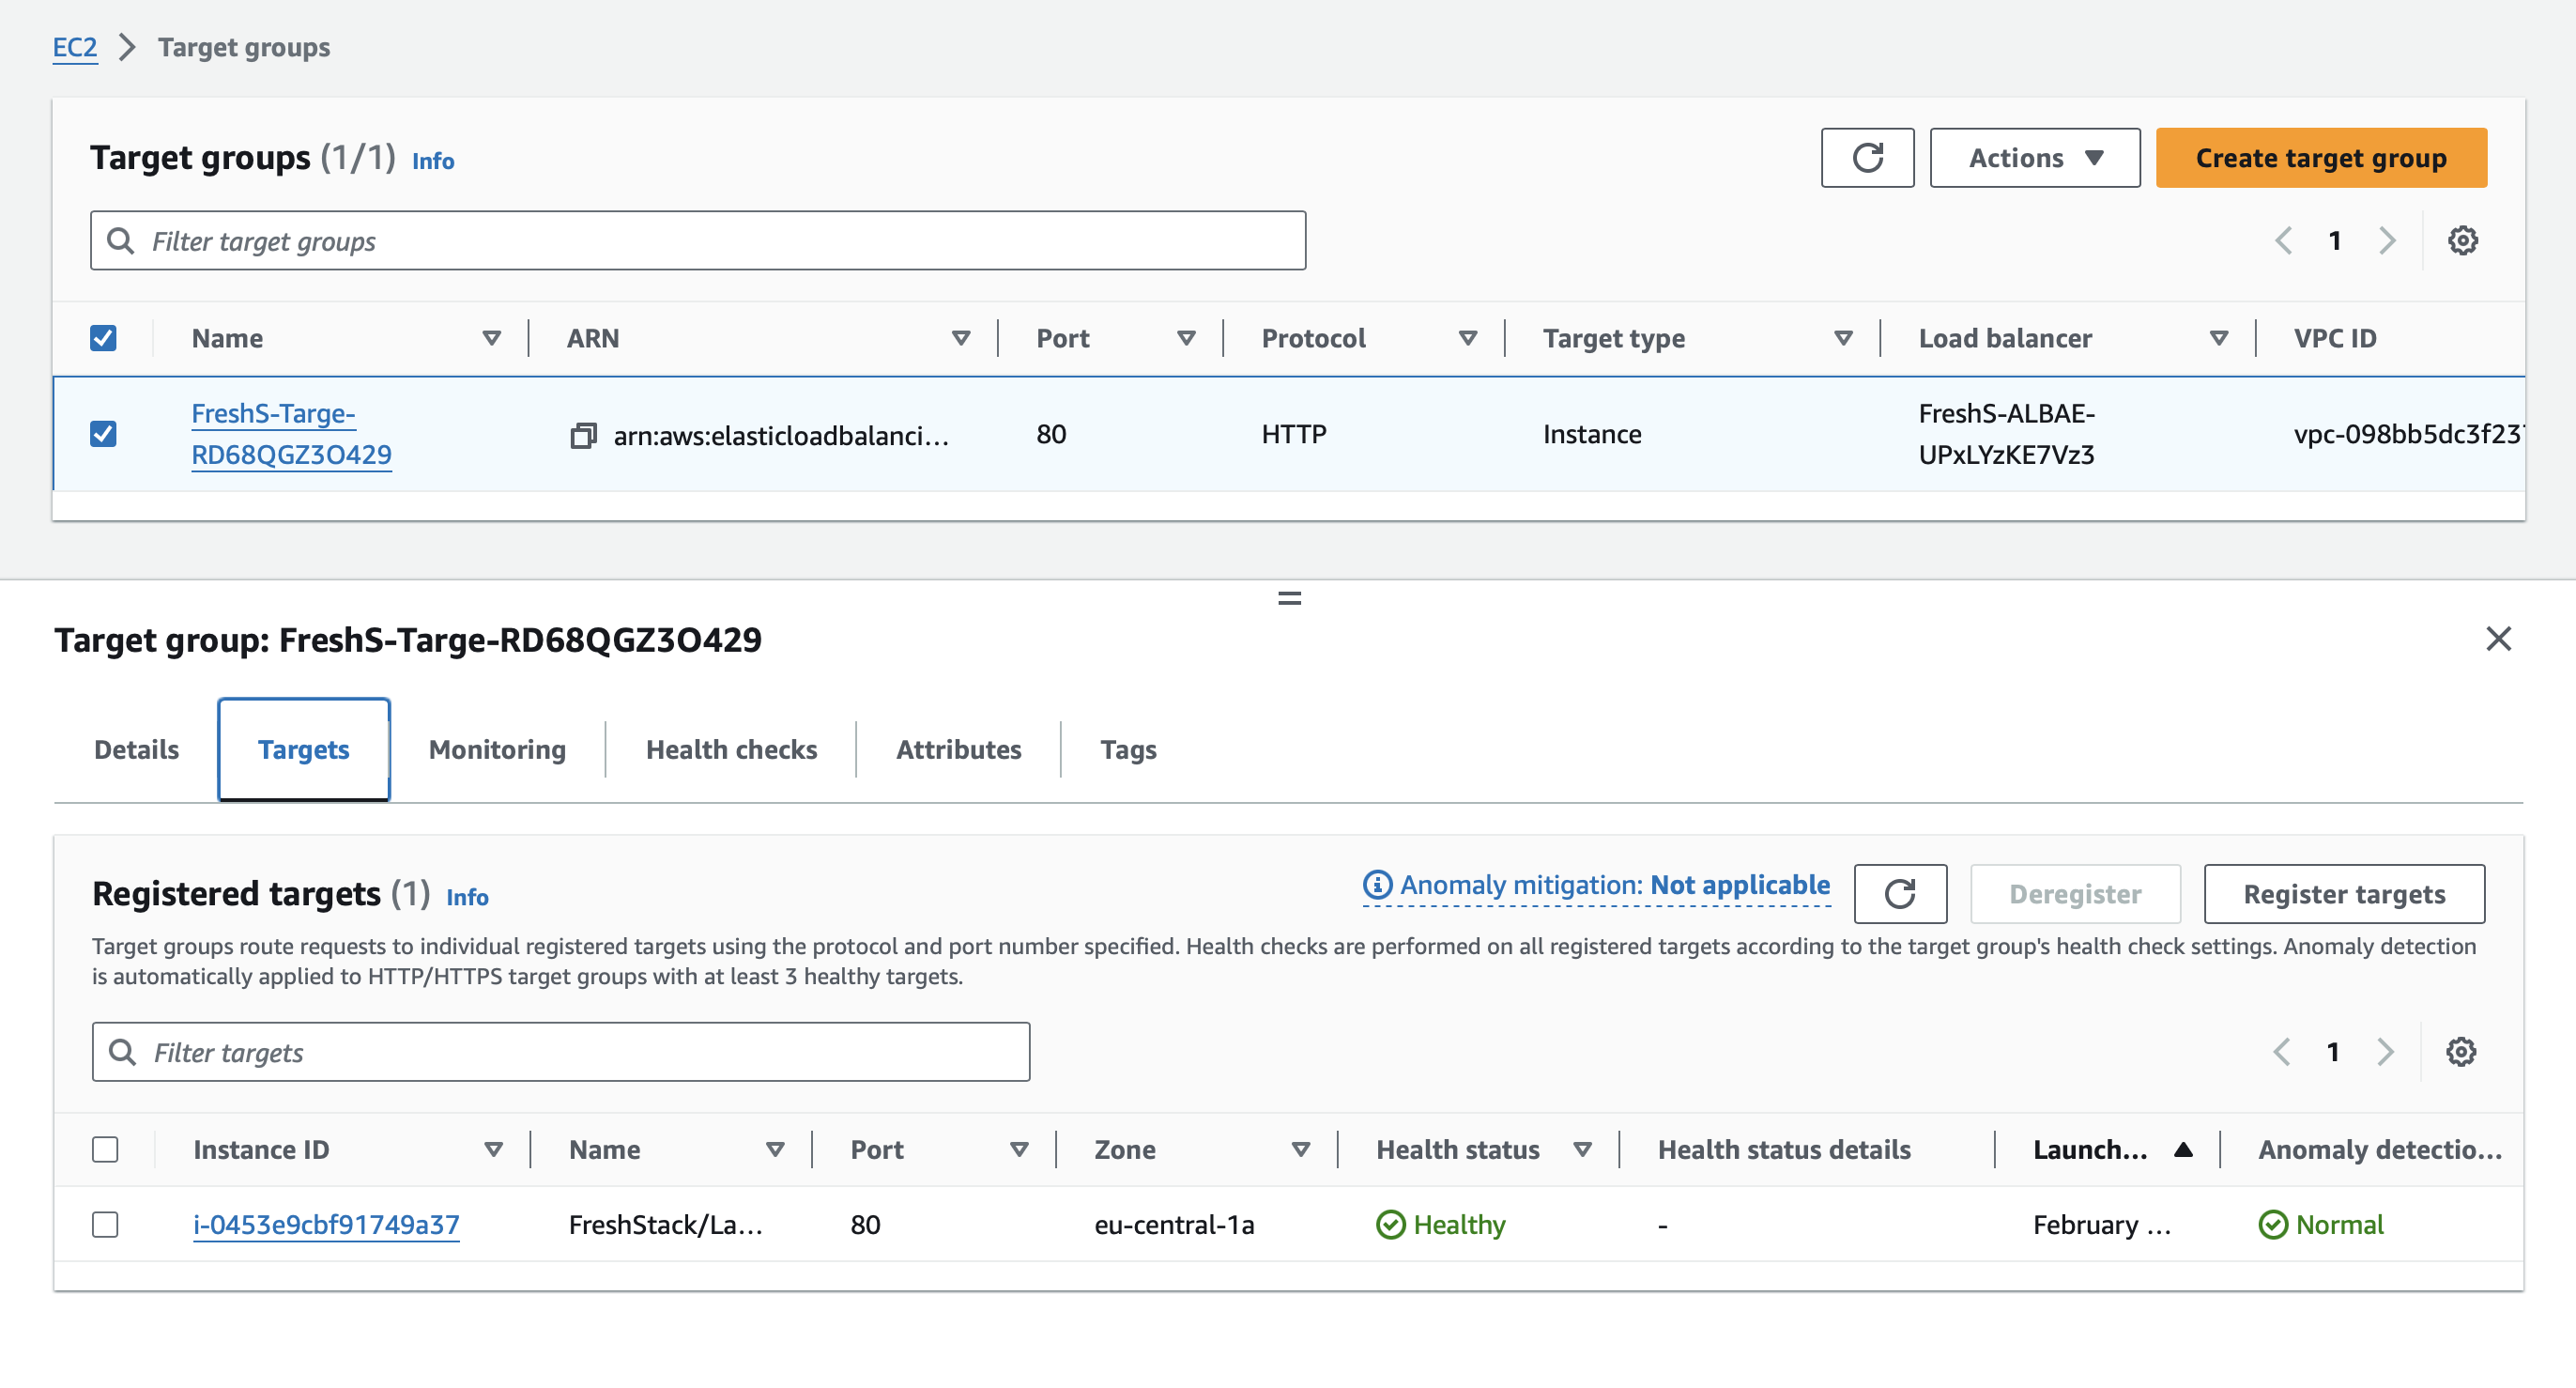 EC2 > Target groups
Target groups (1/1) Info
Actions
Create target group
Filter target groups
1
Name ARN Port Protocol Target type Load balancer VPC ID
FreshS-Targe-RD68QGZ3O429 arn:aws:elasticloadbalanci... 80 HTTP Instance FreshS-ALBAE-UPxLYzKE7Vz3 vpc-098bb5dc3f23
Target group: FreshS-Targe-RD68QGZ3O429
Details Targets Monitoring Health checks Attributes Tags
Registered targets (1) Info
Anomaly mitigation: Not applicable
Deregister
Register targets
Target groups route requests to individual registered targets using the protocol and port number specified. Health checks are performed on all registered targets according to the target group's health check settings. Anomaly detection
is automatically applied to HTTP/HTTPS target groups with at least 3 healthy targets.
Filter targets
1
Instance ID Name Port Zone Health status Health status details Launch... Anomaly detectio...
i-0453e9cbf91749a37 FreshStack/La... 80 eu-central-1a Healthy - February ... Normal